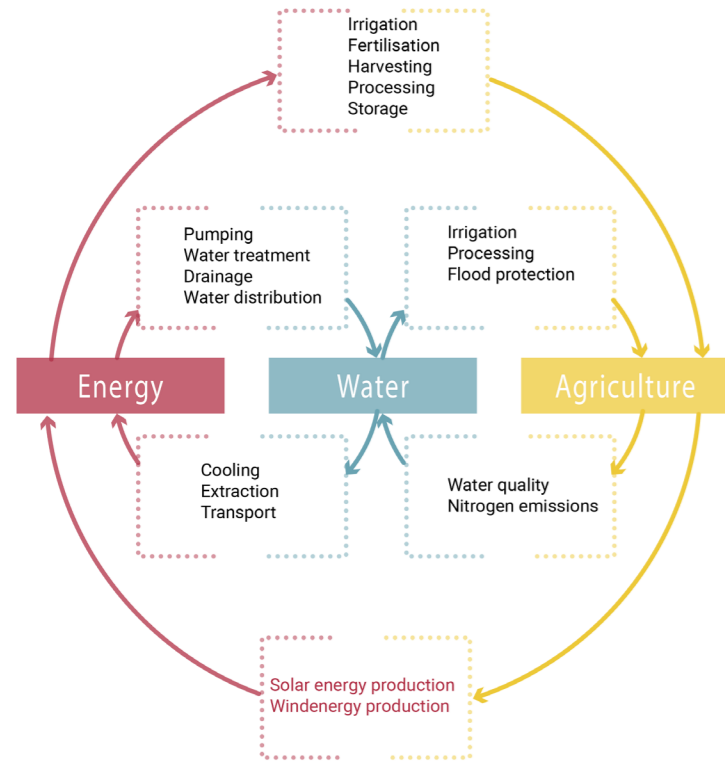 Irrigation
Fertilisation
Harvesting
Processing
Storage
Pumping
Water treatment
Drainage
Water distribution
Irrigation
Processing
Flood protection
Energy
Water
Agriculture
Cooling
Extraction
Transport
Water quality
Nitrogen emissions
Solar energy production
Windenergy production